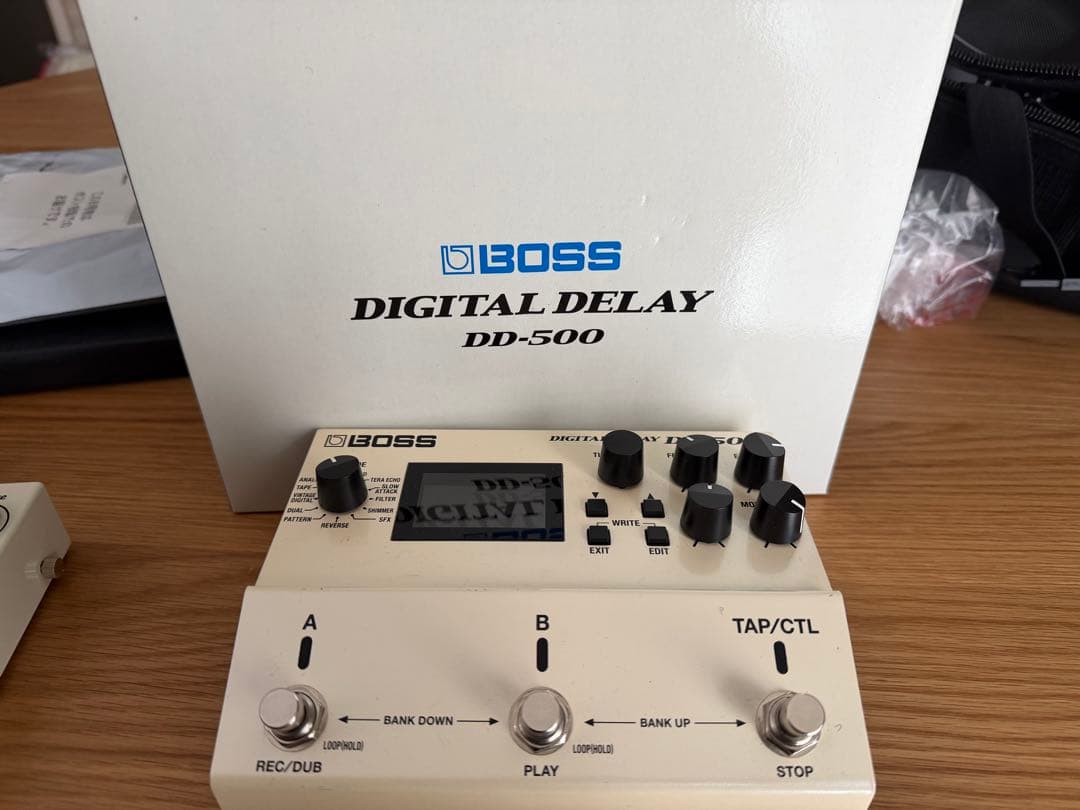 BOSS
DIGITAL DELAY
DD-500
BOSS
TERA ECHO
TAPE
SLOW
ATTACK
VINTAGE
DIGITAL
FILTER
DUAL
SHIMMER
PATTERN
REVERSE
SFX
WRITE
EXIT
EDIT
A
B
TAP/CTL
BANK DOWN
BANK UP
LOOP(HOLD)
LOOP(HOLD)
REC/DUB
PLAY
STOP